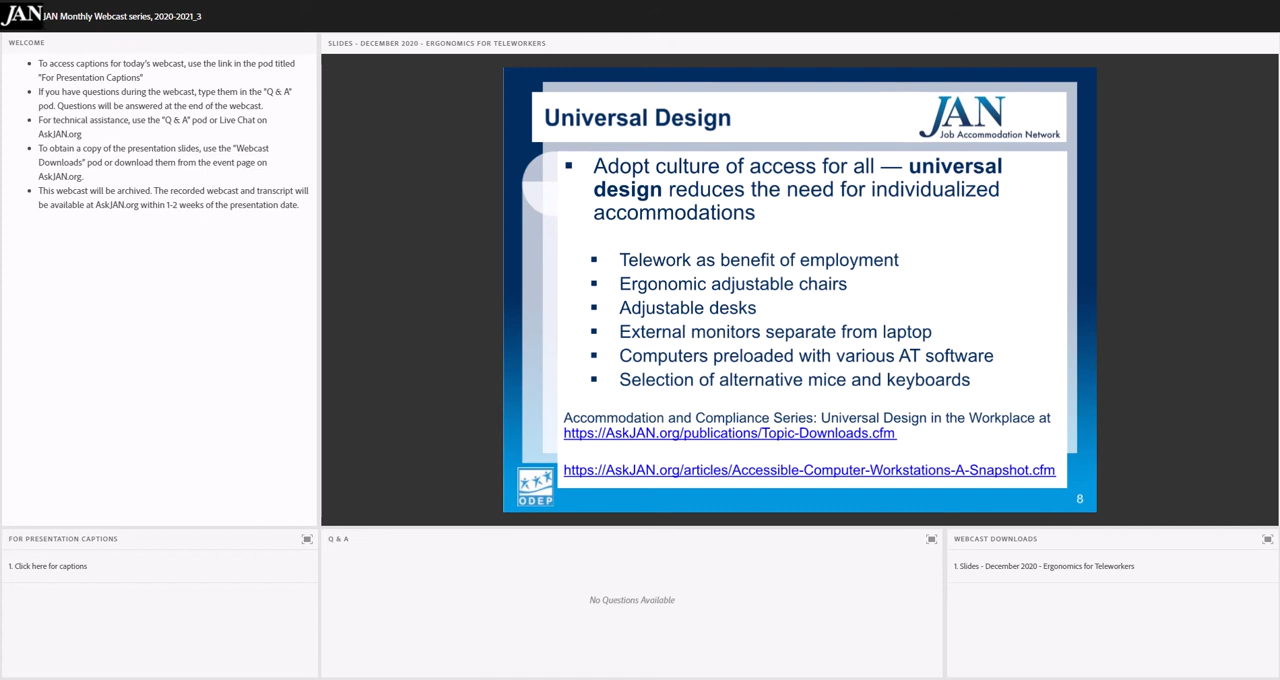 JAN JAN Monthly Webcast series, 2020-2021_3
WELCOME
To access captions for today's webcast, use the link in the pod titled
"For Presentation Captions"
If you have questions during the webcast, type them in the "Q & A"
pod. Questions will be answered at the end of the webcast.
For technical assistance, use the "Q & A" pod or Live Chat on
AskJAN.org
To obtain a copy of the presentation slides, use the "Webcast
Downloads" pod or download them from the event page on
AskJAN.org.
This webcast will be archived. The recorded webcast and transcript will
be available at AskJAN.org within 1-2 weeks of the presentation date.
SLIDES - DECEMBER 2020 - ERGONOMICS FOR TELEWORKERS
Universal Design
JAN
Job Accommodation Network
Adopt culture of access for all — universal
design reduces the need for individualized
accommodations
Telework as benefit of employment
Ergonomic adjustable chairs
Adjustable desks
External monitors separate from laptop
Computers preloaded with various AT software
Selection of alternative mice and keyboards
Accommodation and Compliance Series: Universal Design in the Workplace at
https://AskJAN.org/publications/Topic-Downloads.cfm
https://AskJAN.org/articles/Accessible-Computer-Workstations-A-Snapshot.cfm
ODEP
8
FOR PRESENTATION CAPTIONS
1. Click here for captions
Q & A
No Questions Available
WEBCAST DOWNLOADS
1. Slides - December 2020 - Ergonomics for Teleworkers